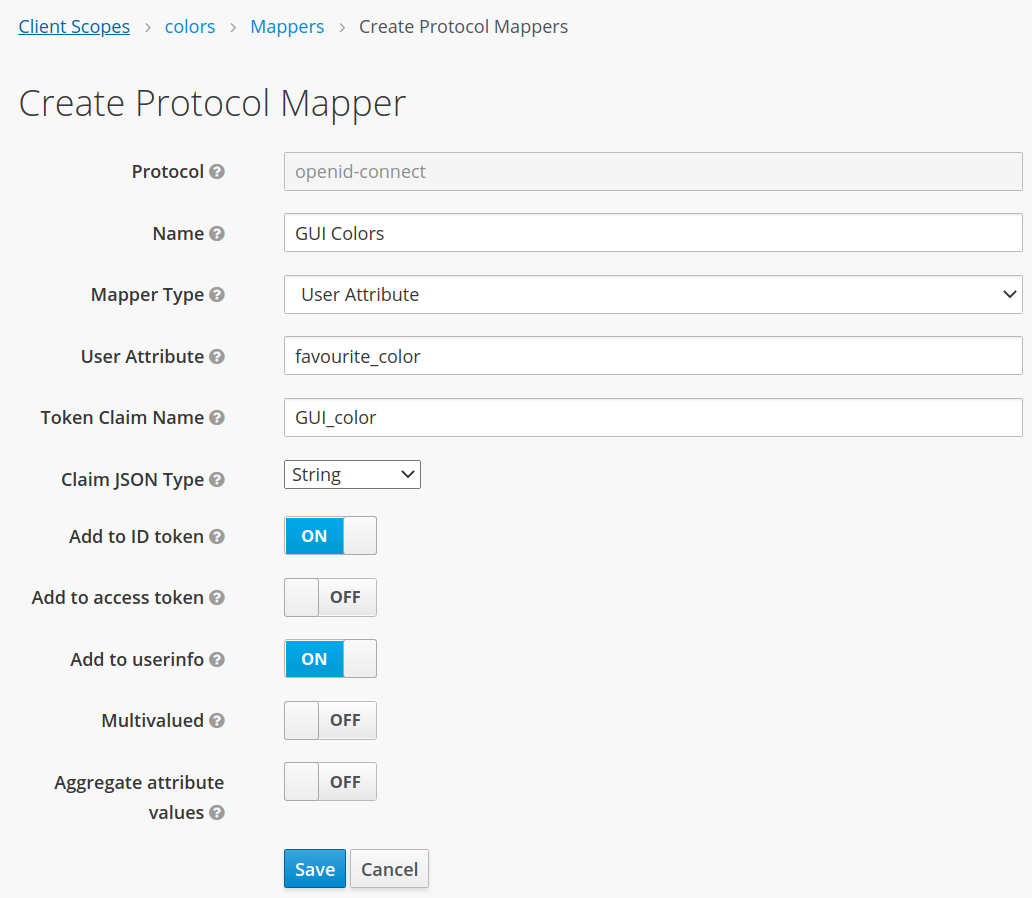 Client Scopes > colors > Mappers > Create Protocol Mappers
Create Protocol Mapper
Protocol openid-connect
Name GUI Colors
Mapper Type User Attribute
User Attribute favourite_color
Token Claim Name GUI_color
Claim JSON Type String
Add to ID token ON
Add to access token OFF
Add to userinfo ON
Multivalued OFF
Aggregate attribute OFF
values
Save Cancel